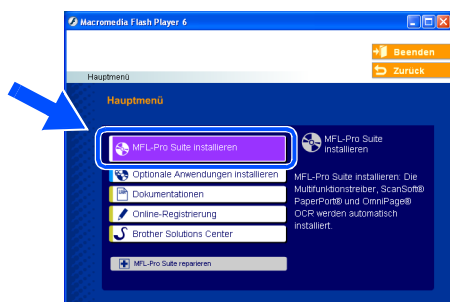 Macromedia Flash Player 6
Beenden
Zurück
Hauptmenü
Hauptmenü
MFL-Pro Suite installieren
Optionale Anwendungen installieren
Dokumentationen
Online-Registrierung
Brother Solutions Center
MFL-Pro Suite reparieren
MFL-Pro Suite
installieren
MFL-Pro Suite installieren: Die
Multifunktionstreiber, ScanSoft®
PaperPort® und OmniPage®
OCR werden automatisch
installiert.